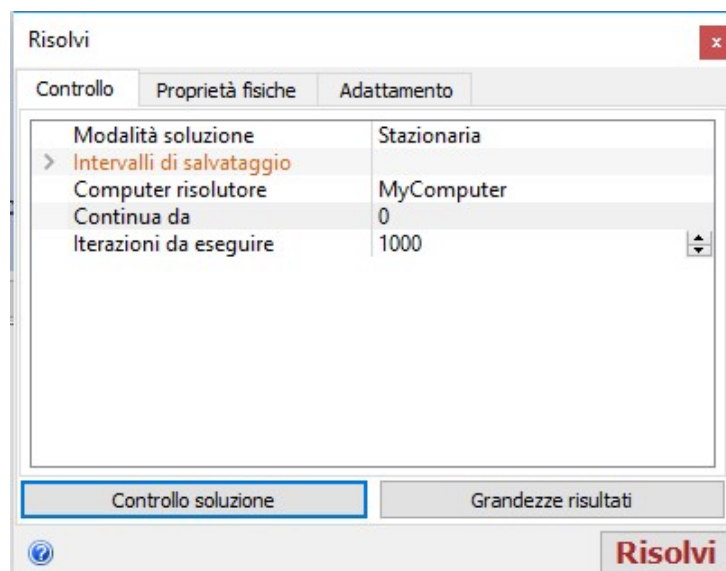 Risolvi
x
Controllo Proprietà fisiche Adattamento
Modalità soluzione Stazionaria
Intervalli di salvataggio
Computer risolutore MyComputer
Continua da 0
Iterazioni da eseguire 1000
Controllo soluzione Grandezze risultati
? Risolvi